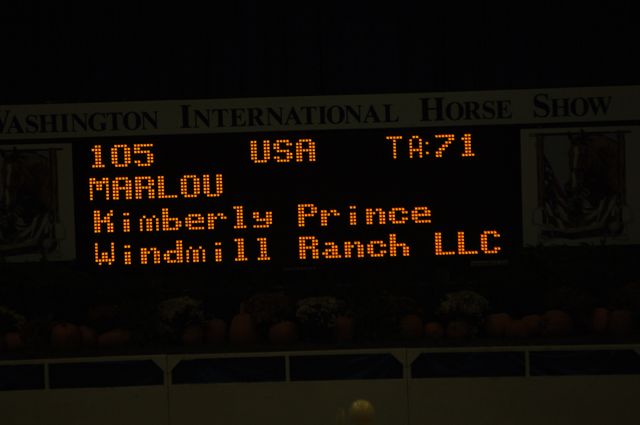 WASHINGTON INTERNATIONAL HORSE SHOW
105 USA TA:71
MARLOU
Kimberly Prince
Windmill Ranch LLC